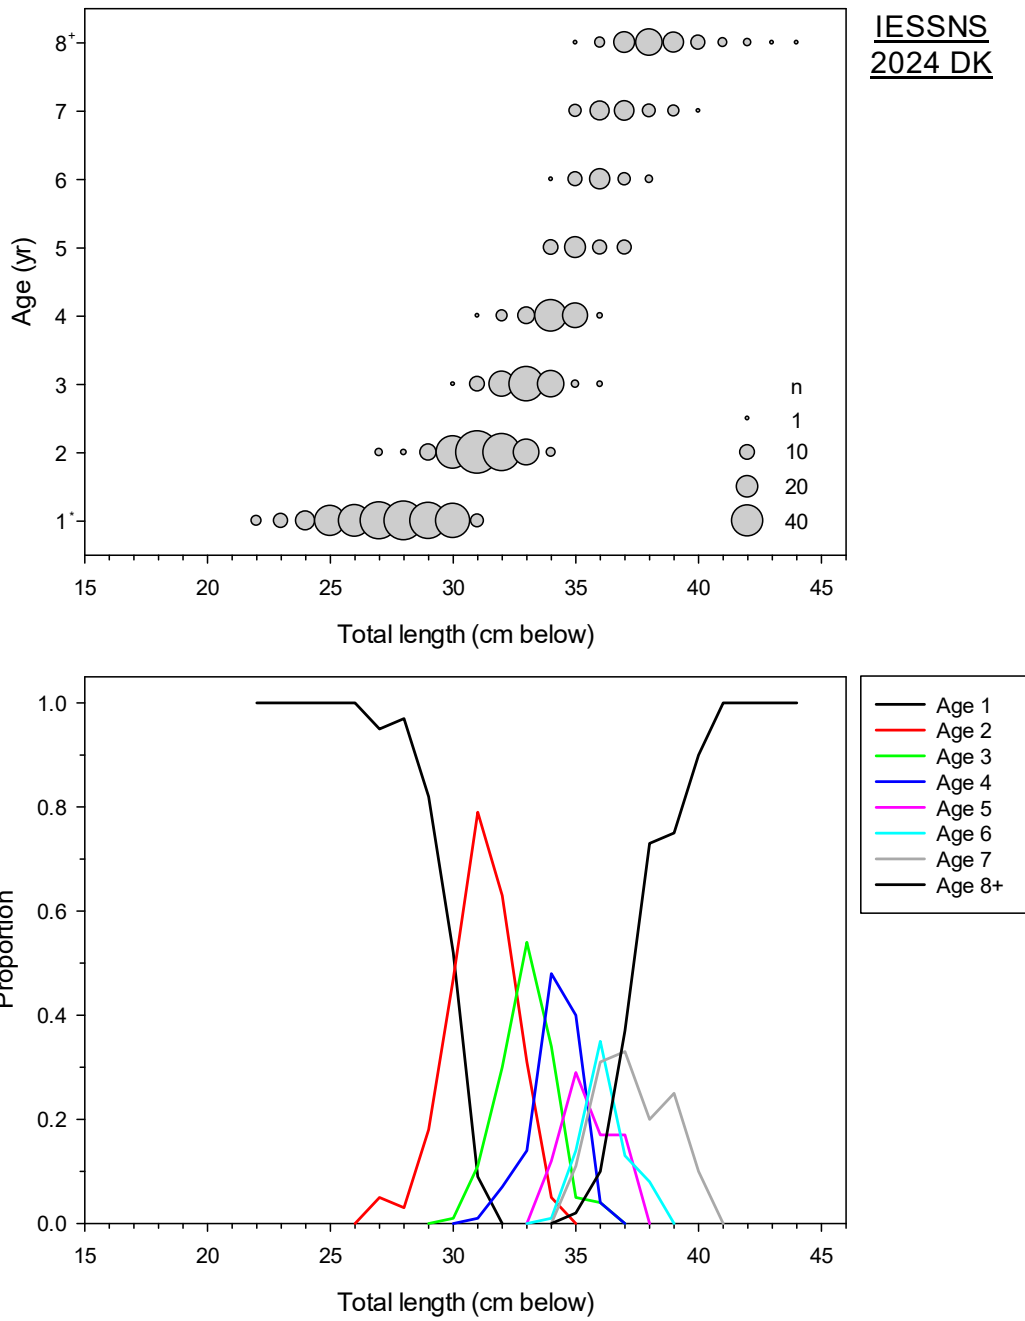 IESSNS
2024 DK
8+
7
6
5
4
3
2
1*
Age (yr)
n
1
10
20
40
15 20 25 30 35 40 45
Total length (cm below)
1.0
0.8
0.6
0.4
0.2
0.0
Proportion
15 20 25 30 35 40 45
Total length (cm below)
Age 1
Age 2
Age 3
Age 4
Age 5
Age 6
Age 7
Age 8+